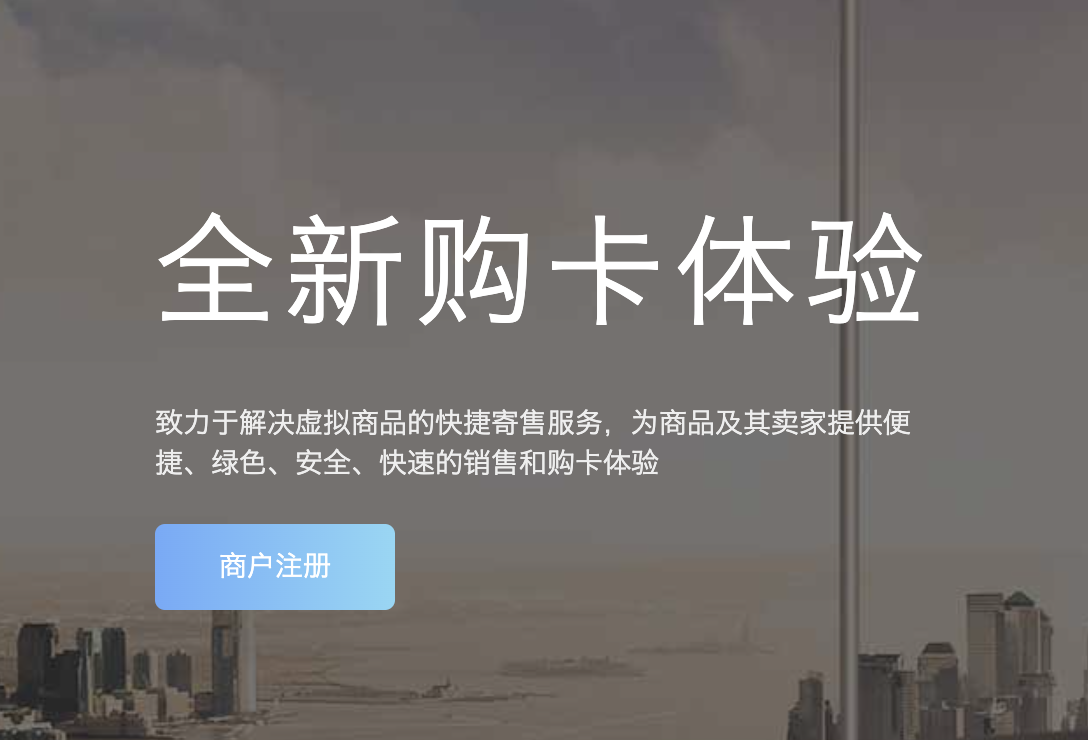 全新购卡体验
致力于解决虚拟商品的快捷寄售服务，为商品及其卖家提供便
捷、绿色、安全、快速的销售和购卡体验
商户注册